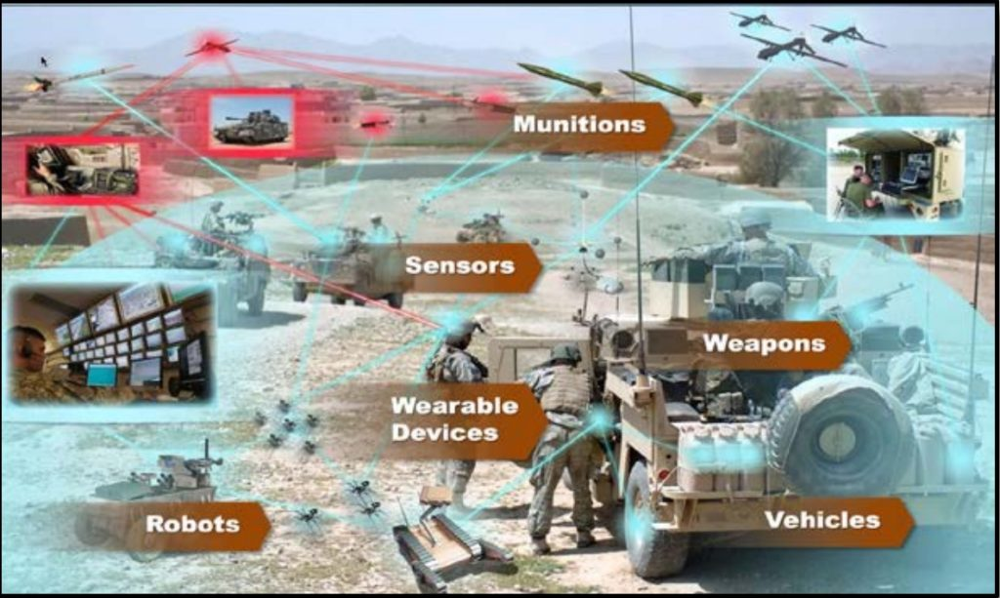 Munitions
Sensors
Weapons
Wearable
Devices
Robots
Vehicles